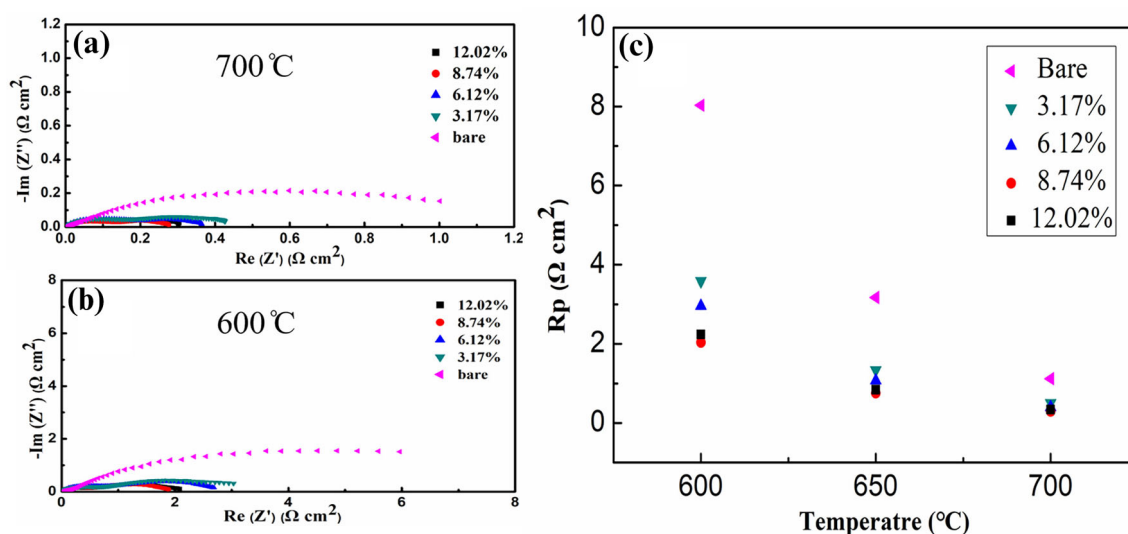 (a)
700℃
12.02%
8.74%
6.12%
3.17%
bare
-Im (Z'') (Ω cm²)
1.2
1.0
0.8
0.6
0.4
0.2
0.0
0.0 0.2 0.4 0.6 0.8 1.0 1.2
Re (Z') (Ω cm²)
(b)
600℃
12.02%
8.74%
6.12%
3.17%
bare
-Im (Z'') (Ω cm²)
8
6
4
2
0
0 2 4 6 8
Re (Z') (Ω cm²)
(c)
Bare
3.17%
6.12%
8.74%
12.02%
Rp (Ω cm²)
10
8
6
4
2
0
600 650 700
Temperatre (℃)